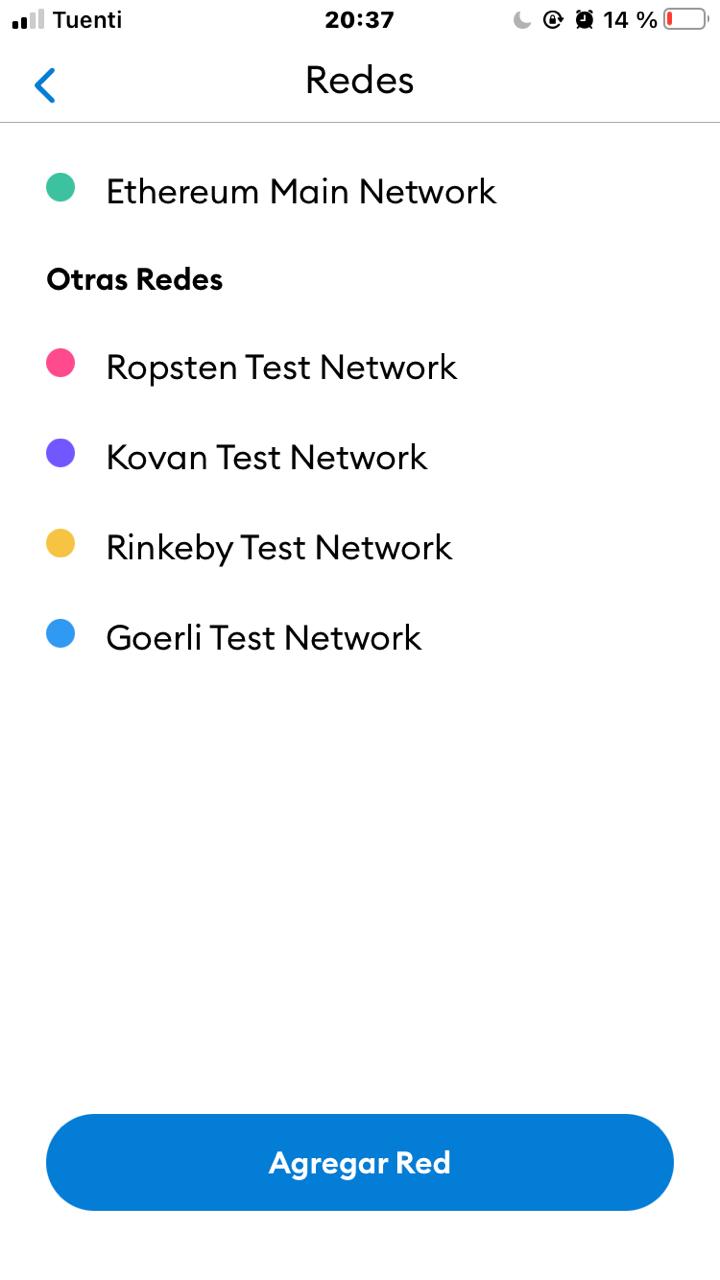 Tuenti 20:37 14 %
Redes
Ethereum Main Network
Otras Redes
Ropsten Test Network
Kovan Test Network
Rinkeby Test Network
Goerli Test Network
Agregar Red